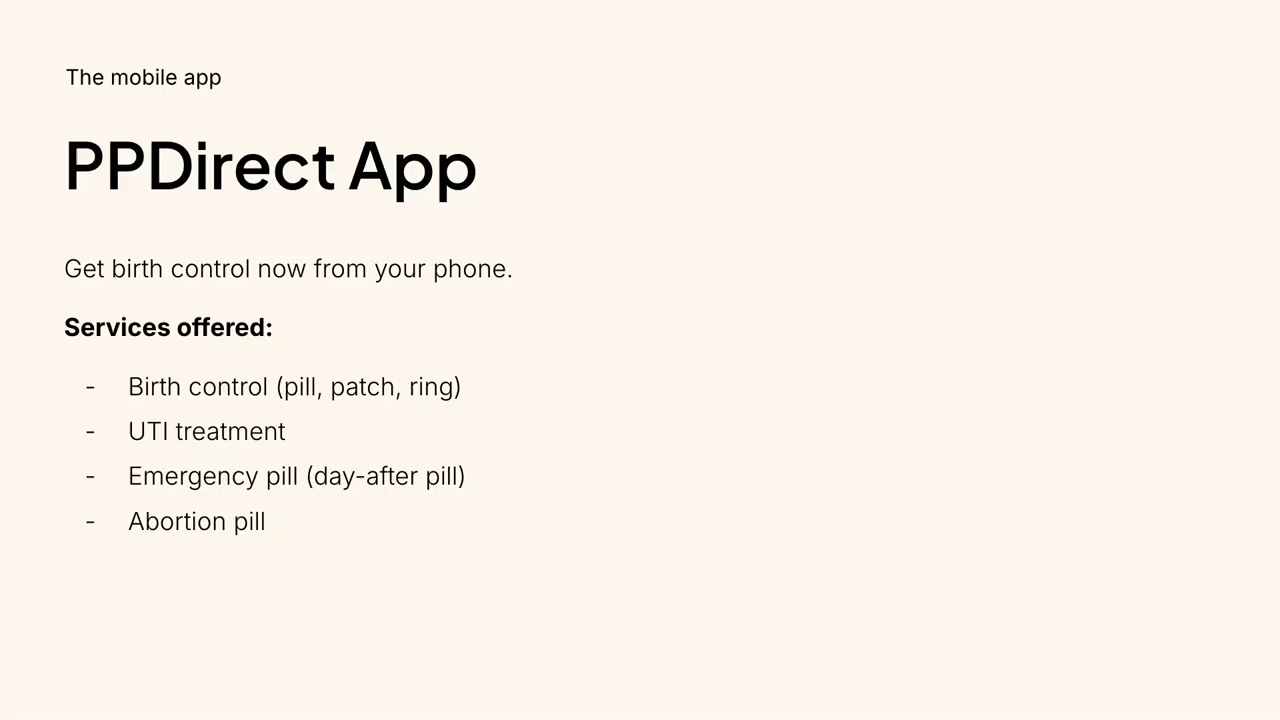 The mobile app
PPDirect App
Get birth control now from your phone.
Services offered:
- Birth control (pill, patch, ring)
- UTI treatment
- Emergency pill (day-after pill)
- Abortion pill